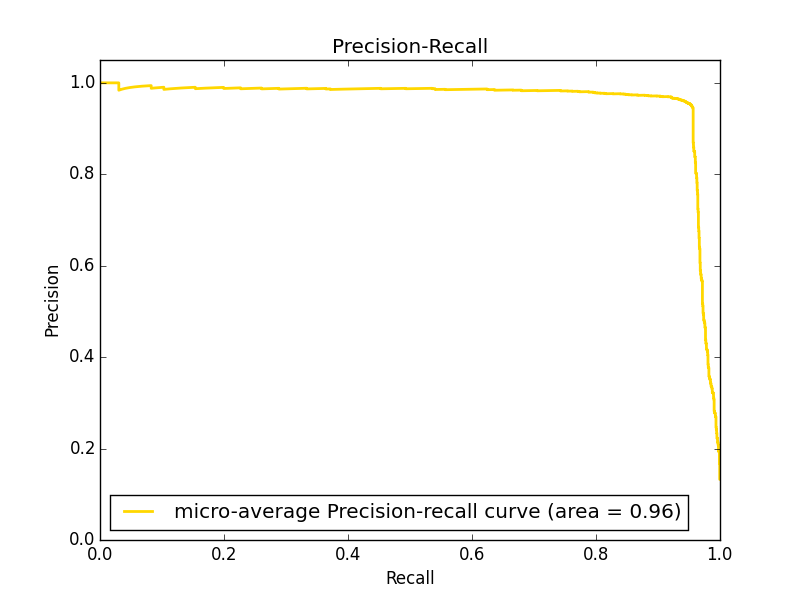 Precision-Recall
1.0
0.8
0.6
0.4
0.2
0.0
Precision
micro-average Precision-recall curve (area = 0.96)
0.0 0.2 0.4 0.6 0.8 1.0
Recall